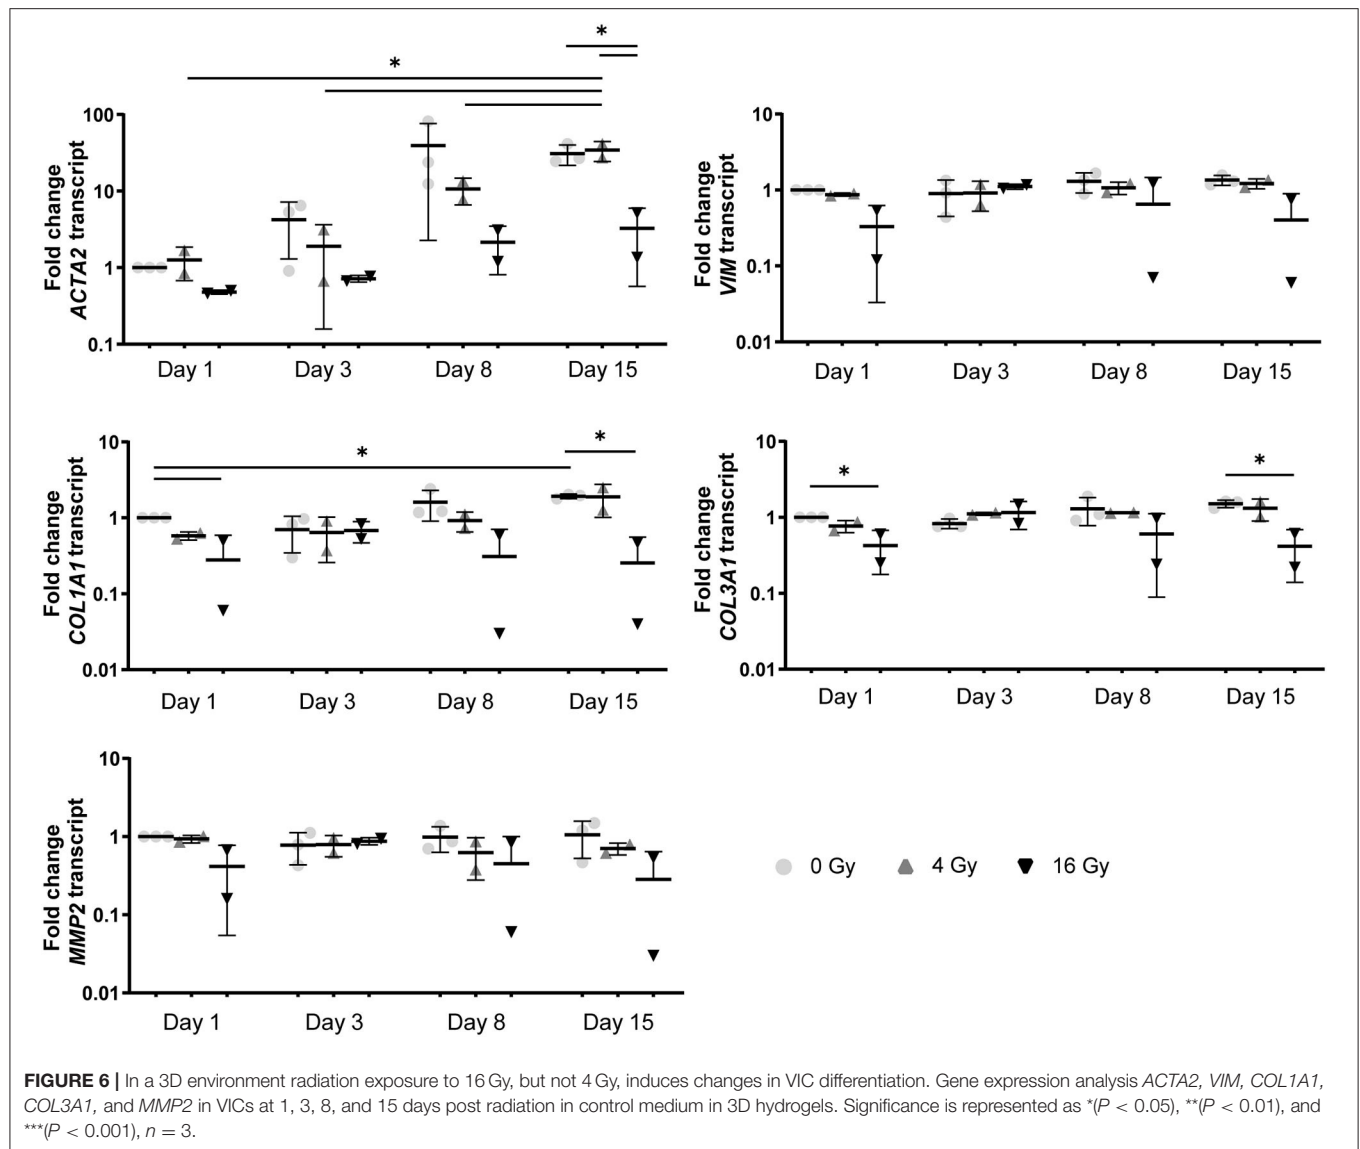 *
*
100
10
1
0.1
Fold change
ACTA2 transcript
Day 1 Day 3 Day 8 Day 15
10
1
0.1
0.01
Fold change
VIM transcript
Day 1 Day 3 Day 8 Day 15
*
*
10
1
0.1
0.01
Fold change
COL1A1 transcript
Day 1 Day 3 Day 8 Day 15
*
*
10
1
0.1
0.01
Fold change
COL3A1 transcript
Day 1 Day 3 Day 8 Day 15
10
1
0.1
0.01
Fold change
MMP2 transcript
Day 1 Day 3 Day 8 Day 15
0 Gy 4 Gy 16 Gy
FIGURE 6 | In a 3D environment radiation exposure to 16 Gy, but not 4 Gy, induces changes in VIC differentiation. Gene expression analysis ACTA2, VIM, COL1A1,
COL3A1, and MMP2 in VICs at 1, 3, 8, and 15 days post radiation in control medium in 3D hydrogels. Significance is represented as *(P < 0.05), **(P < 0.01), and
***(P < 0.001), n = 3.